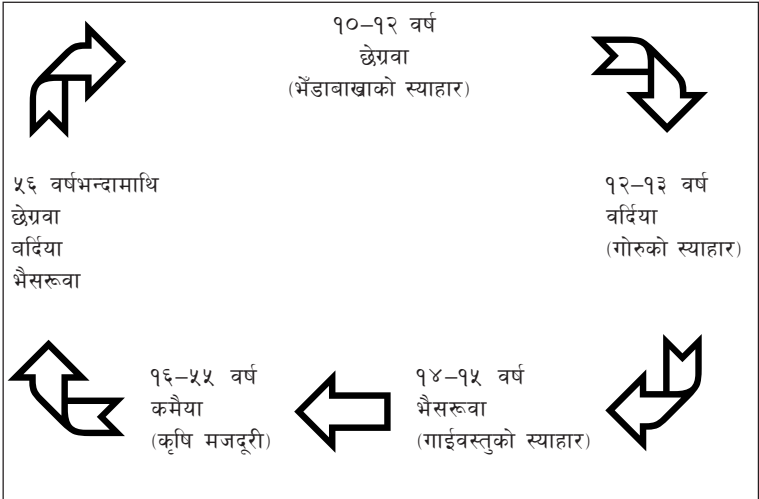 १०–१२ वर्ष
छेग्रवा
(भेँडाबाख्राको स्याहार)
१२–१३ वर्ष
वर्दिया
(गोरुको स्याहार)
१४–१५ वर्ष
भैसरूवा
(गाईवस्तुको स्याहार)
१६–५५ वर्ष
कमैया
(कृषि मजदूरी)
५६ वर्षभन्दामाथि
छेग्रवा
वर्दिया
भैसरूवा